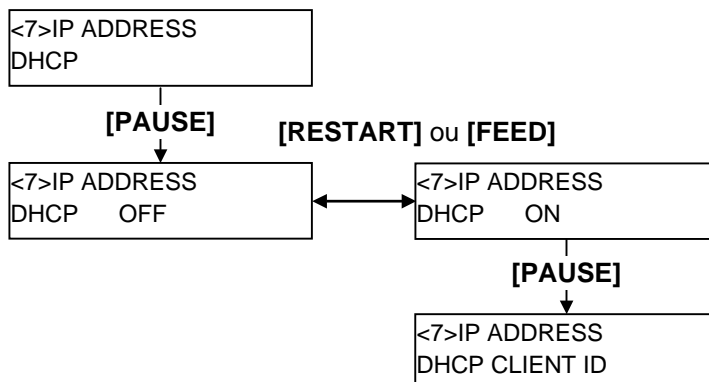 <7>IP ADDRESS
DHCP
[PAUSE]
[RESTART] ou [FEED]
<7>IP ADDRESS
DHCP OFF
<7>IP ADDRESS
DHCP ON
[PAUSE]
<7>IP ADDRESS
DHCP CLIENT ID